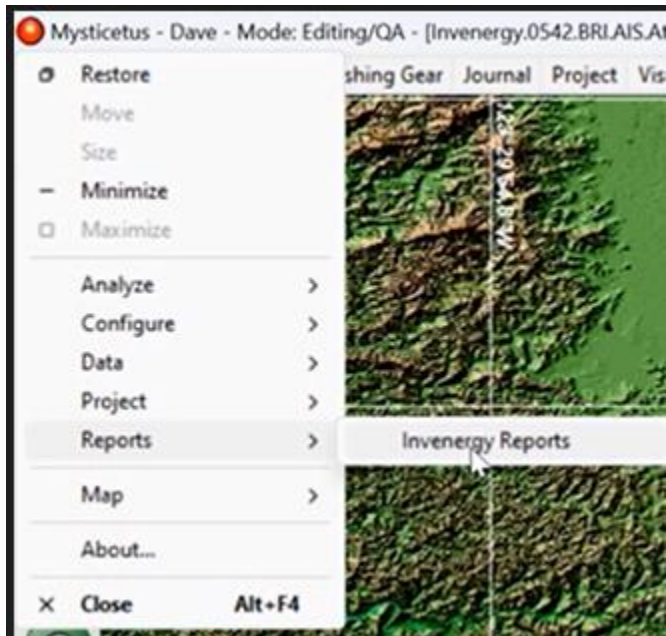 Mysticetus - Dave - Mode: Editing/QA - [Invenergy.0542.BRI.AIS.At
Restore
shing Gear Journal Project Vis
Move
Size
Minimize
Maximize
Analyze
Configure
Data
Project
Reports
Invenergy Reports
Map
About...
Close Alt+F4